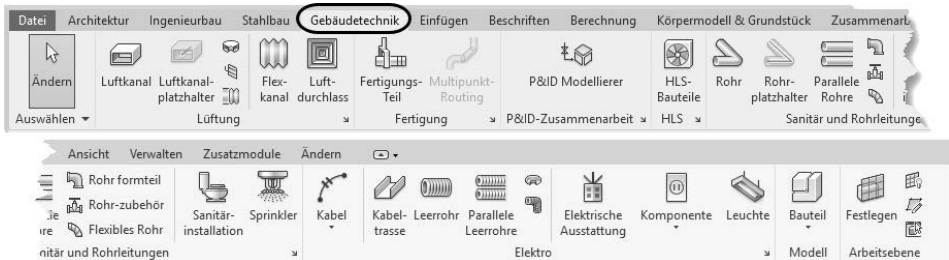 Datei Architektur Ingenieurbau Stahlbau Gebäudetechnik Einfügen Beschriften Berechnung Körpermodell & Grundstück Zusammenarb
Ändern Luftkanal Luftkanal- Flex- Luft- Fertigungs- Multipunkt- P&ID Modellierer HLS- Rohr Rohr- Parallele
platzhalter kanal durchlass Teil Routing Bauteile platzhalter Rohre
Auswählen Lüftung Fertigung P&ID-Zusammenarbeit HLS Sanitär und Rohrleitunge
Ansicht Verwalten Zusatzmodule Ändern
Rohr formteil
Rohr-zubehör
Flexibles Rohr
Sanitär- Sprinkler Kabel Kabel- Leerrohr Parallele Elektrische Komponente Leuchte Bauteil Festlegen
installation trasse Leerrohre Ausstattung
nitär und Rohrleitungen Elektro Modell Arbeitsebene